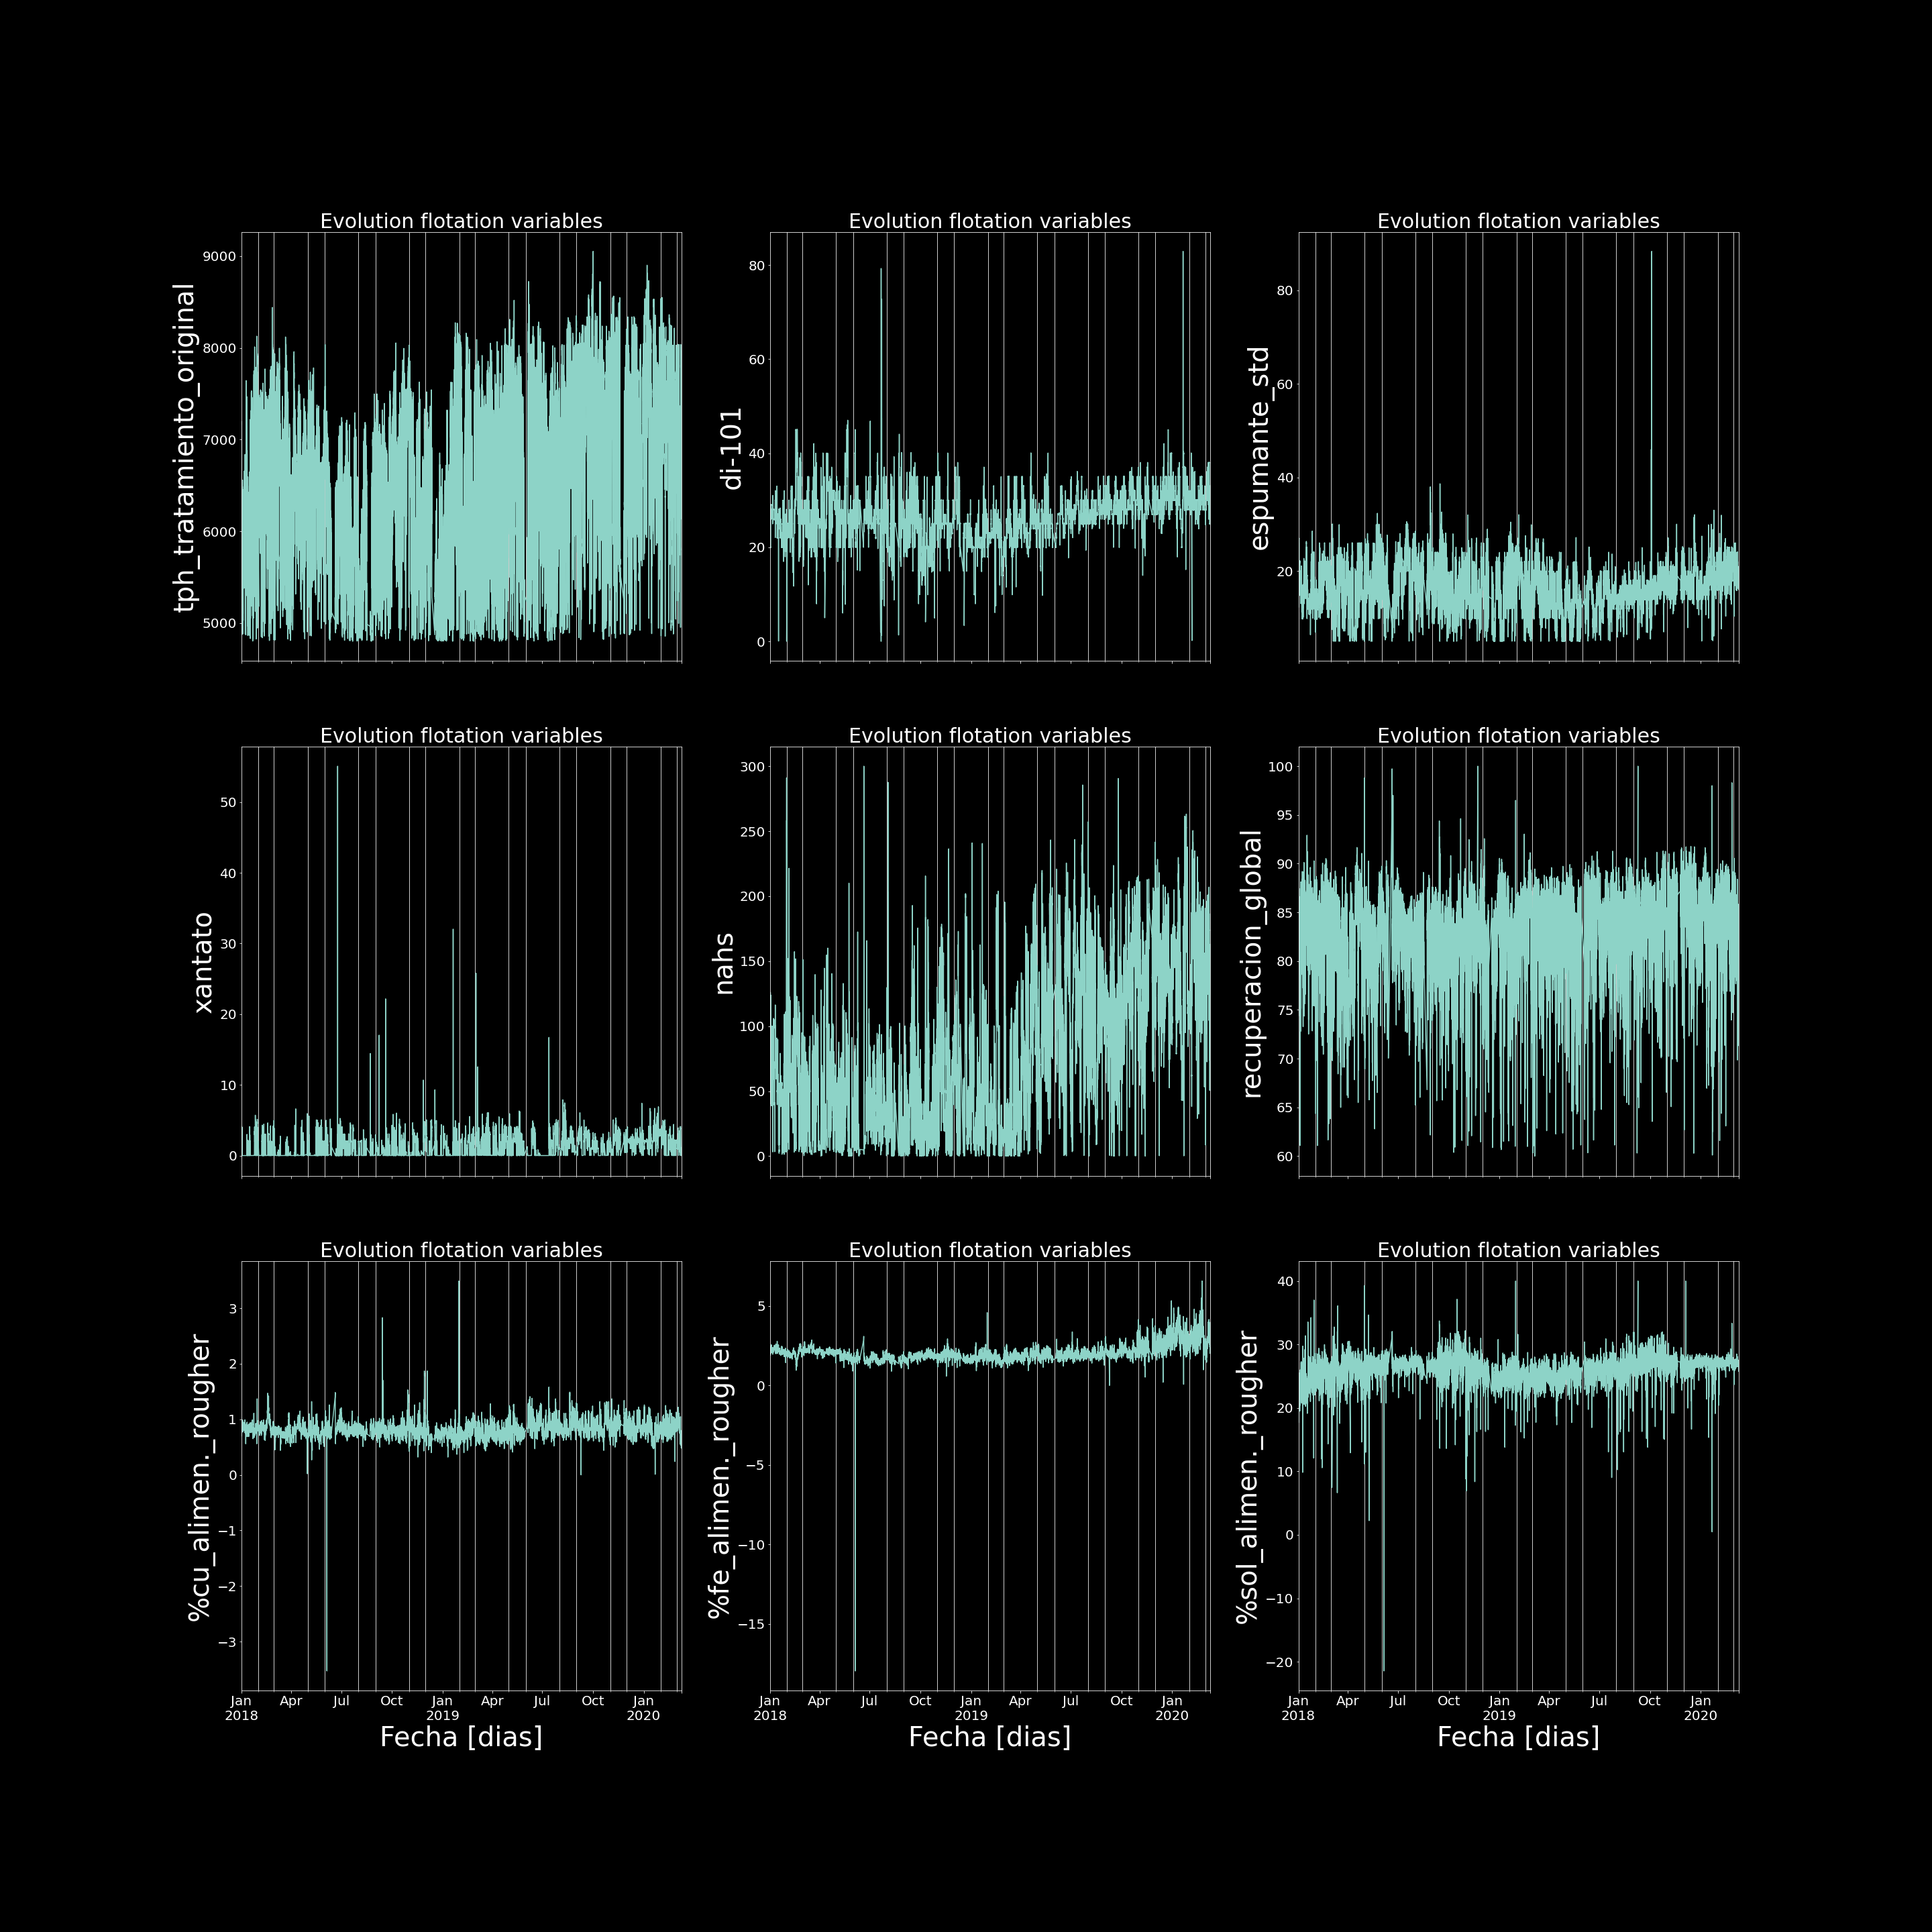 Evolution flotation variables
tph_tratamiento_original
9000
8000
7000
6000
5000
Evolution flotation variables
di-101
80
60
40
20
0
Evolution flotation variables
espumante_std
80
60
40
20
Evolution flotation variables
xantato
50
40
30
20
10
0
Evolution flotation variables
nahs
300
250
200
150
100
50
0
Evolution flotation variables
recuperacion_global
100
95
90
85
80
75
70
65
60
Evolution flotation variables
%cu_alimen._rougher
3
2
1
0
−1
−2
−3
Jan Apr Jul Oct Jan Apr Jul Oct Jan
2018 2019 2020
Fecha [dias]
Evolution flotation variables
%fe_alimen._rougher
5
0
−5
−10
−15
Jan Apr Jul Oct Jan Apr Jul Oct Jan
2018 2019 2020
Fecha [dias]
Evolution flotation variables
%sol_alimen._rougher
40
30
20
10
0
−10
−20
Jan Apr Jul Oct Jan Apr Jul Oct Jan
2018 2019 2020
Fecha [dias]